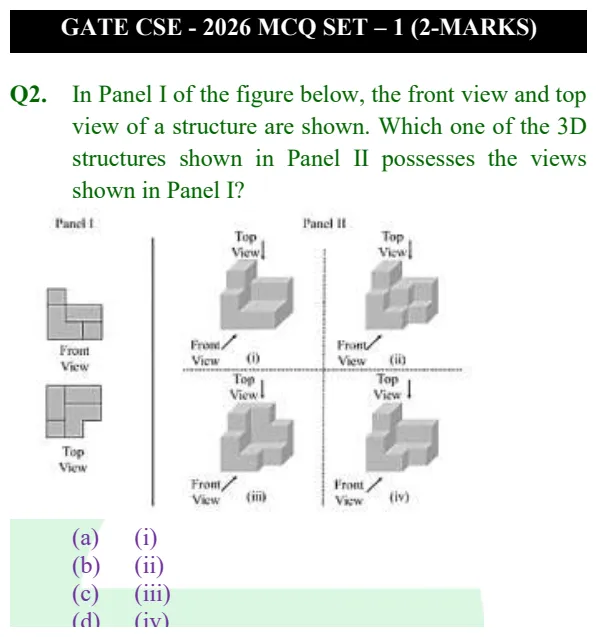 GATE CSE - 2026 MCQ SET – 1 (2-MARKS)
Q2. In Panel I of the figure below, the front view and top
view of a structure are shown. Which one of the 3D
structures shown in Panel II possesses the views
shown in Panel I?
Panel I Panel II
Top
View
Front
View
(i)
Top
View
Front
View
(ii)
Front
View
Top
View
Top
View
Front
View
(iii)
Top
View
Front
View
(iv)
(a) (i)
(b) (ii)
(c) (iii)
(d) (iv)